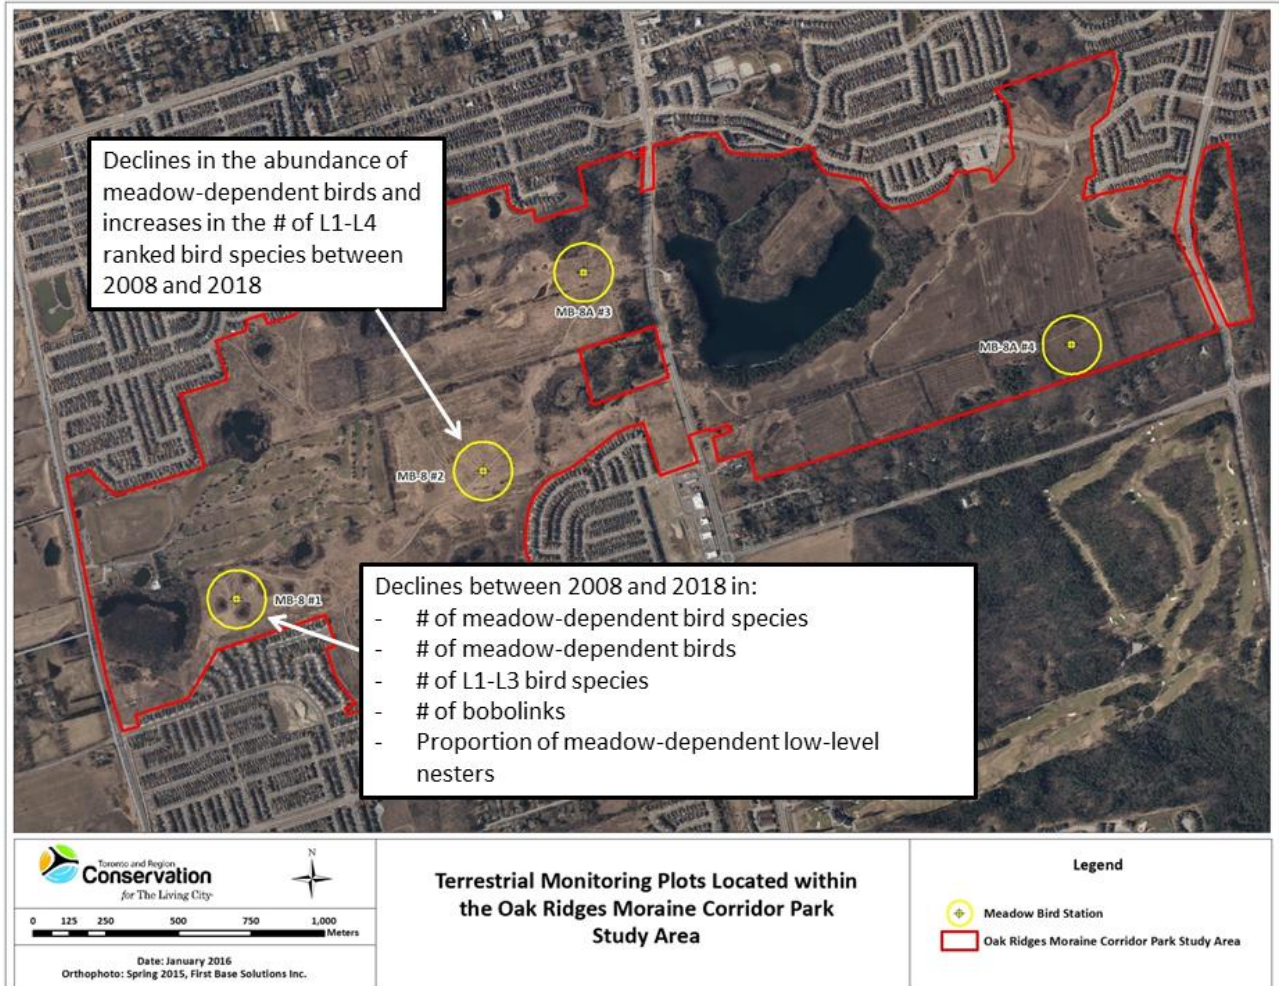 Declines in the abundance of
meadow-dependent birds and
increases in the # of L1-L4
ranked bird species between
2008 and 2018
MB-8A #3
MB-8A #4
MB-8 #2
MB-8 #1
Declines between 2008 and 2018 in:
- # of meadow-dependent bird species
- # of meadow-dependent birds
- # of L1-L3 bird species
- # of bobolinks
- Proportion of meadow-dependent low-level
nesters
Toronto and Region
Conservation
for The Living City·
N
0 125 250 500 750 1,000
Meters
Date: January 2016
Orthophoto: Spring 2015, First Base Solutions Inc.
Terrestrial Monitoring Plots Located within
the Oak Ridges Moraine Corridor Park
Study Area
Legend
Meadow Bird Station
Oak Ridges Moraine Corridor Park Study Area